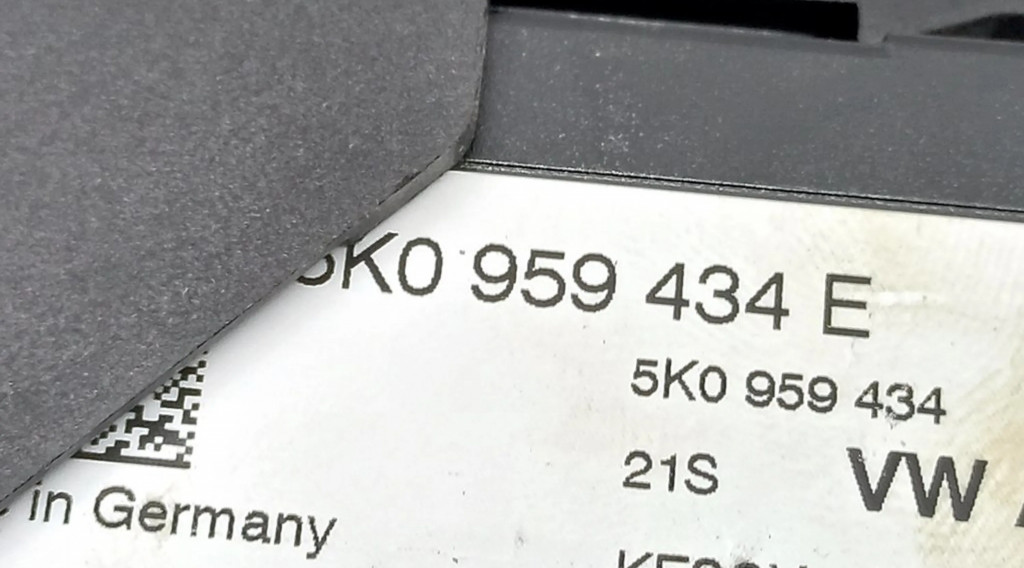 5K0 959 434 E
5K0 959 434
21S
VW
in Germany